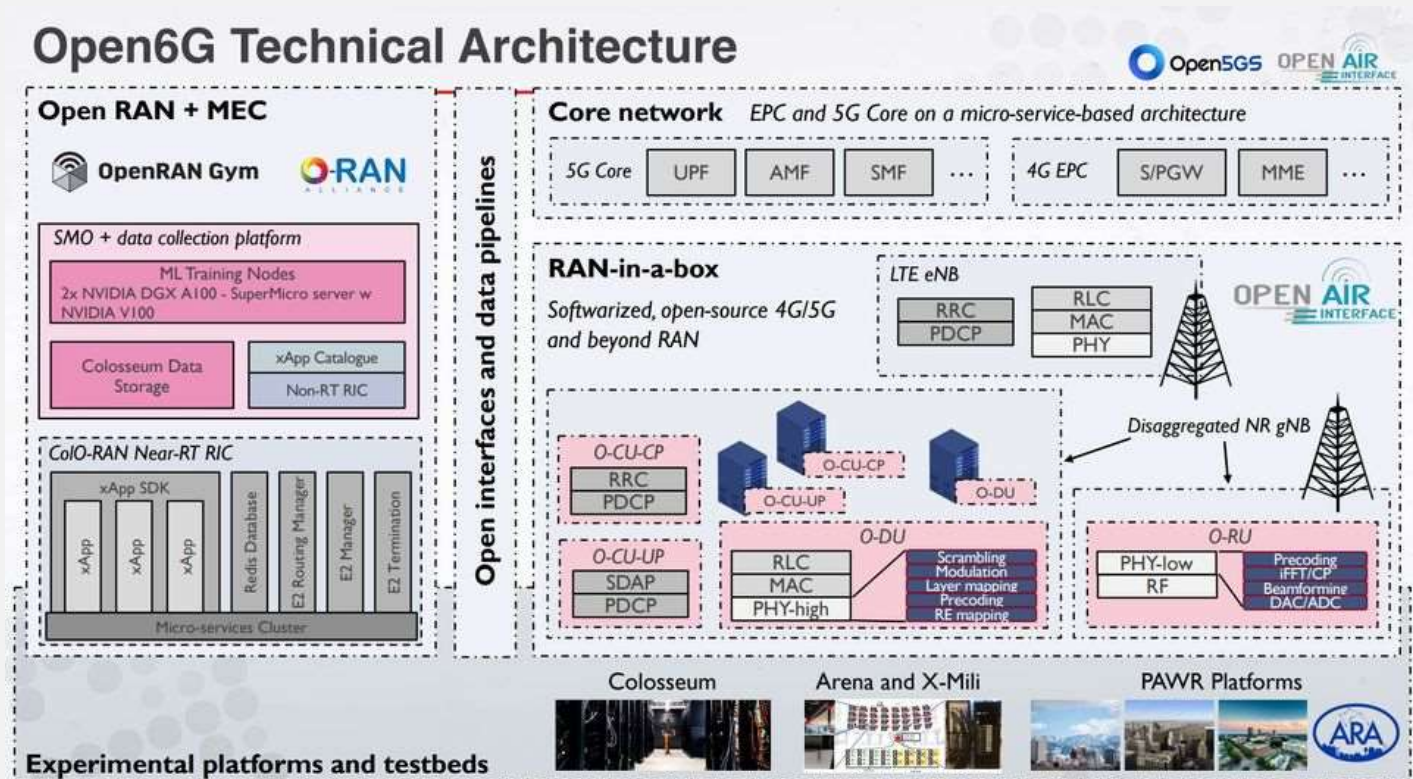 Open6G Technical Architecture
Open5GS
OPEN AIR
INTERFACE
Open RAN + MEC
OpenRAN Gym
O-RAN
ALLIANCE
SMO + data collection platform
ML Training Nodes
2x NVIDIA DGX A100 - SuperMicro server w
NVIDIA V100
Colosseum Data
Storage
xApp Catalogue
Non-RT RIC
ColO-RAN Near-RT RIC
xApp SDK
xApp
xApp
xApp
Redis Database
E2 Routing Manager
E2 Manager
E2 Termination
Micro-services Cluster
Open interfaces and data pipelines
Core network
EPC and 5G Core on a micro-service-based architecture
5G Core
UPF
AMF
SMF
...
4G EPC
S/PGW
MME
...
RAN-in-a-box
Softwarized, open-source 4G/5G
and beyond RAN
LTE eNB
RRC
PDCP
RLC
MAC
PHY
OPEN AIR
INTERFACE
Disaggregated NR gNB
O-CU-CP
RRC
PDCP
O-CU-UP
SDAP
PDCP
O-CU-CP
O-CU-UP
O-DU
O-DU
RLC
MAC
PHY-high
Scrambling
Modulation
Layer mapping
Precoding
RE mapping
O-RU
PHY-low
RF
Precoding
iFFT/CP
Beamforming
DAC/ADC
Experimental platforms and testbeds
Colosseum
Arena and X-Mili
PAWR Platforms
ARA